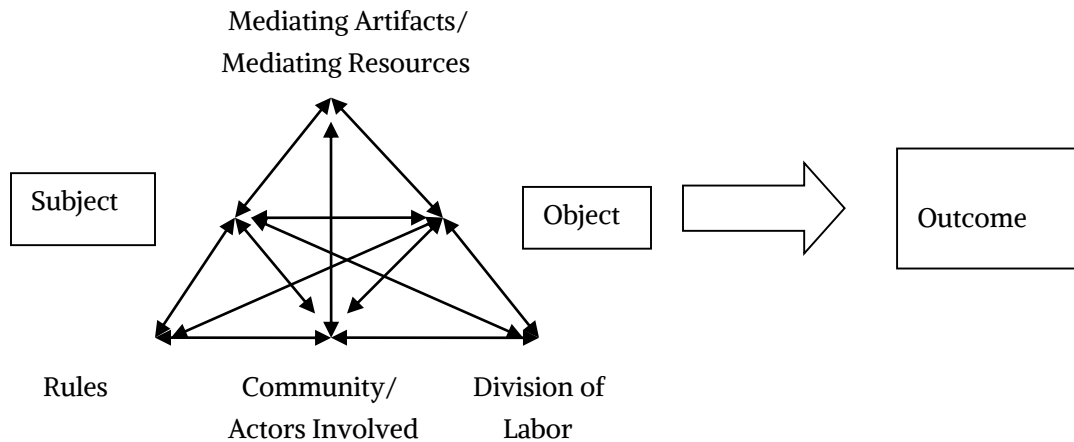 Mediating Artifacts/
Mediating Resources
Subject
Object
Outcome
Rules
Community/
Actors Involved
Division of
Labor